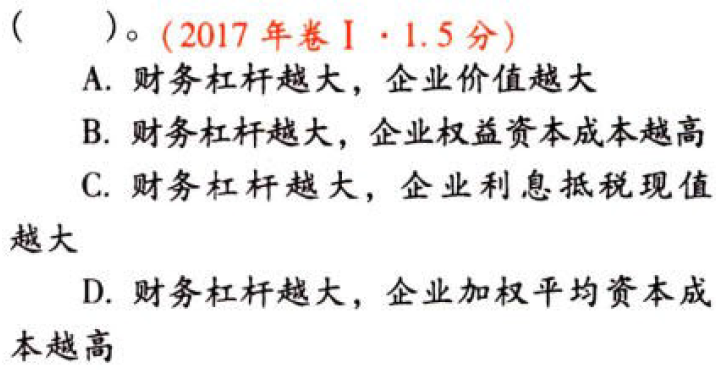 (    )。(2017 年卷Ⅰ · 1.5 分)
A. 财务杠杆越大，企业价值越大
B. 财务杠杆越大，企业权益资本成本越高
C. 财务杠杆越大，企业利息抵税现值
越大
D. 财务杠杆越大，企业加权平均资本成
本越高